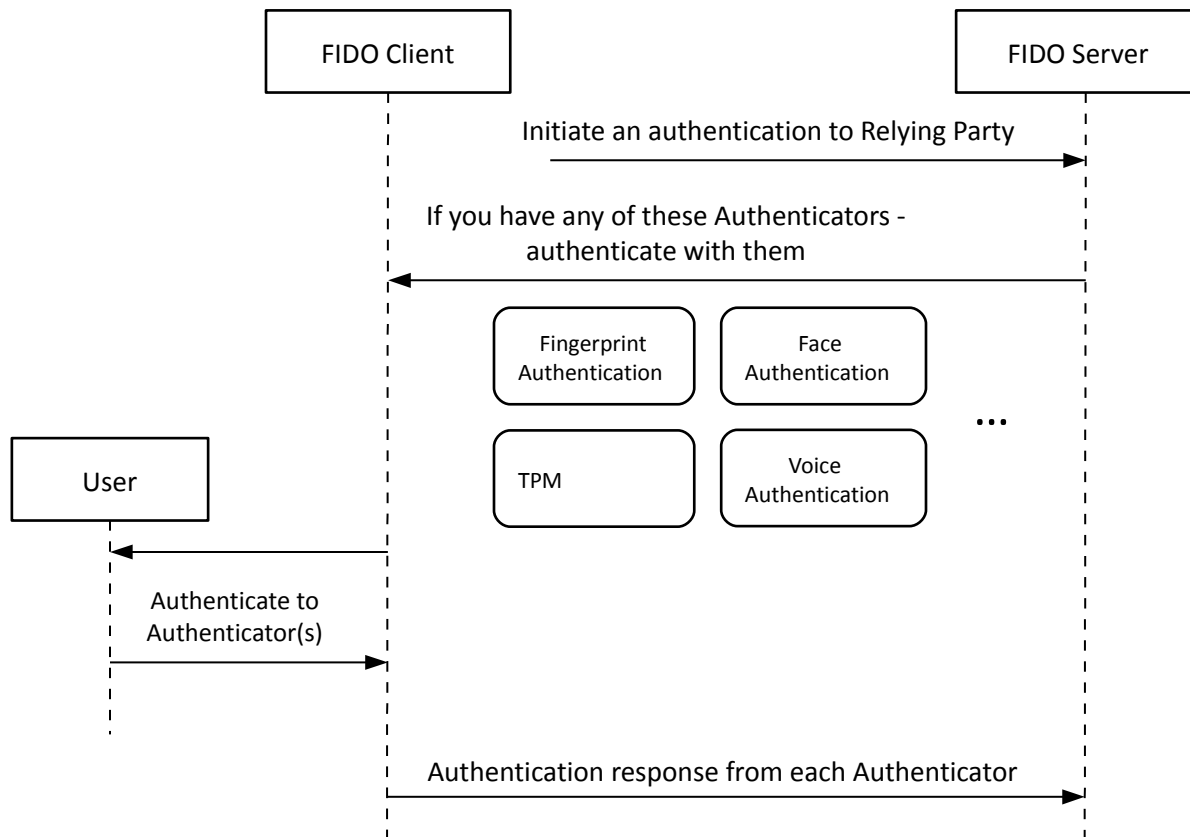 FIDO Client
FIDO Server
Initiate an authentication to Relying Party
If you have any of these Authenticators -
authenticate with them
Fingerprint
Authentication
Face
Authentication
...
TPM
Voice
Authentication
User
Authenticate to
Authenticator(s)
Authentication response from each Authenticator